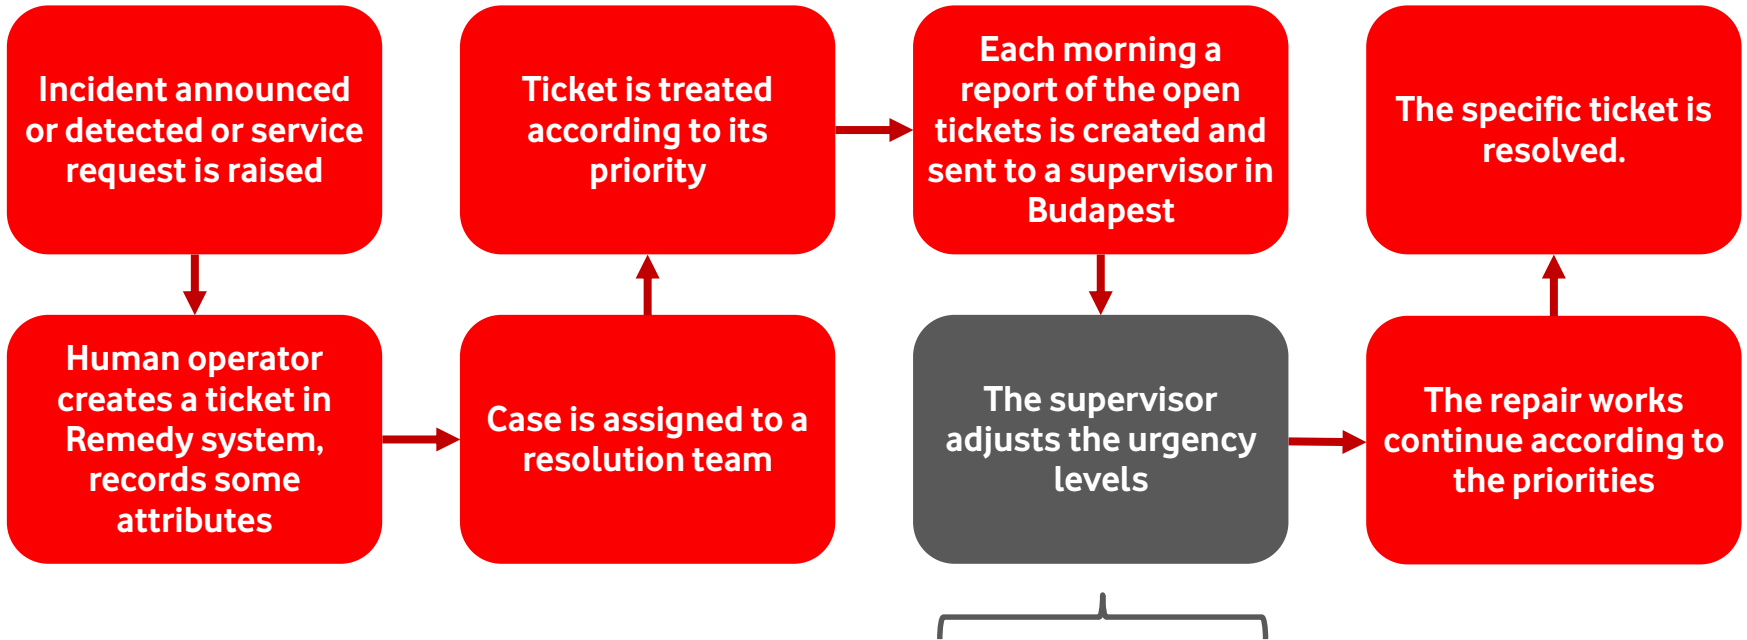 Incident announced
or detected or service
request is raised
Human operator
creates a ticket in
Remedy system,
records some
attributes
Case is assigned to a
resolution team
Ticket is treated
according to its
priority
Each morning a
report of the open
tickets is created and
sent to a supervisor in
Budapest
The supervisor
adjusts the urgency
levels
The repair works
continue according to
the priorities
The specific ticket is
resolved.